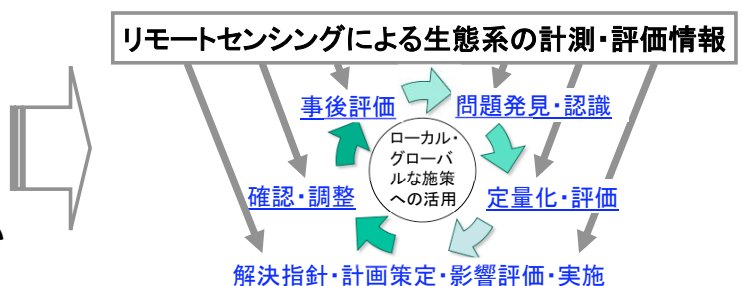 リモートセンシングによる生態系の計測・評価情報
事後評価
問題発見・認識
ローカル・
グローバ
ルな施策
への活用
確認・調整
定量化・評価
解決指針・計画策定・影響評価・実施